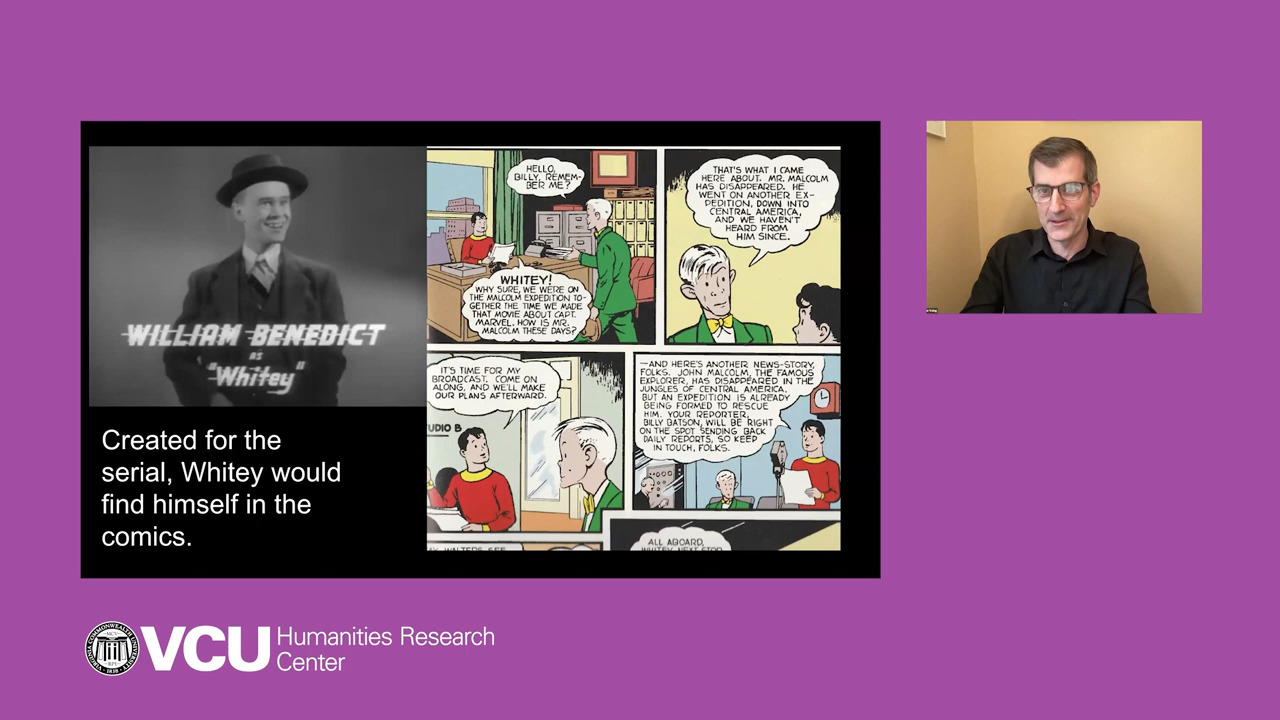 WILLIAM BENEDICT
as
"Whitey"
Created for the
serial, Whitey would
find himself in the
comics.
HELLO,
BILLY, REMEM-
BER ME?
WHITEY!
WHY SURE, WE WERE ON
THE MALCOLM EXPEDITION TO-
GETHER THE TIME WE MADE
THAT MOVIE ABOUT CAPT.
MARVEL. HOW IS MR.
MALCOLM THESE DAYS?
THAT'S WHAT I CAME
HERE ABOUT. MR. MALCOLM
HAS DISAPPEARED. HE
WENT ON ANOTHER EX-
PEDITION, DOWN INTO
CENTRAL AMERICA,
AND WE HAVEN'T
HEARD FROM
HIM SINCE.
IT'S TIME FOR MY
BROADCAST. COME ON
ALONG, AND WE'LL MAKE
OUR PLANS AFTERWARD.
UDIO B
—AND HERE'S ANOTHER NEWS-STORY,
FOLKS. JOHN MALCOLM, THE FAMOUS
EXPLORER, HAS DISAPPEARED IN THE
JUNGLES OF CENTRAL AMERICA,
BUT AN EXPEDITION IS ALREADY
BEING FORMED TO RESCUE
HIM. YOUR REPORTER,
BILLY BATSON, WILL BE RIGHT
ON THE SPOT SENDING BACK
DAILY REPORTS, SO KEEP
IN TOUCH, FOLKS.
ALL ABOARD,
WHITEY, NEXT STOP
VCU Humanities Research
Center